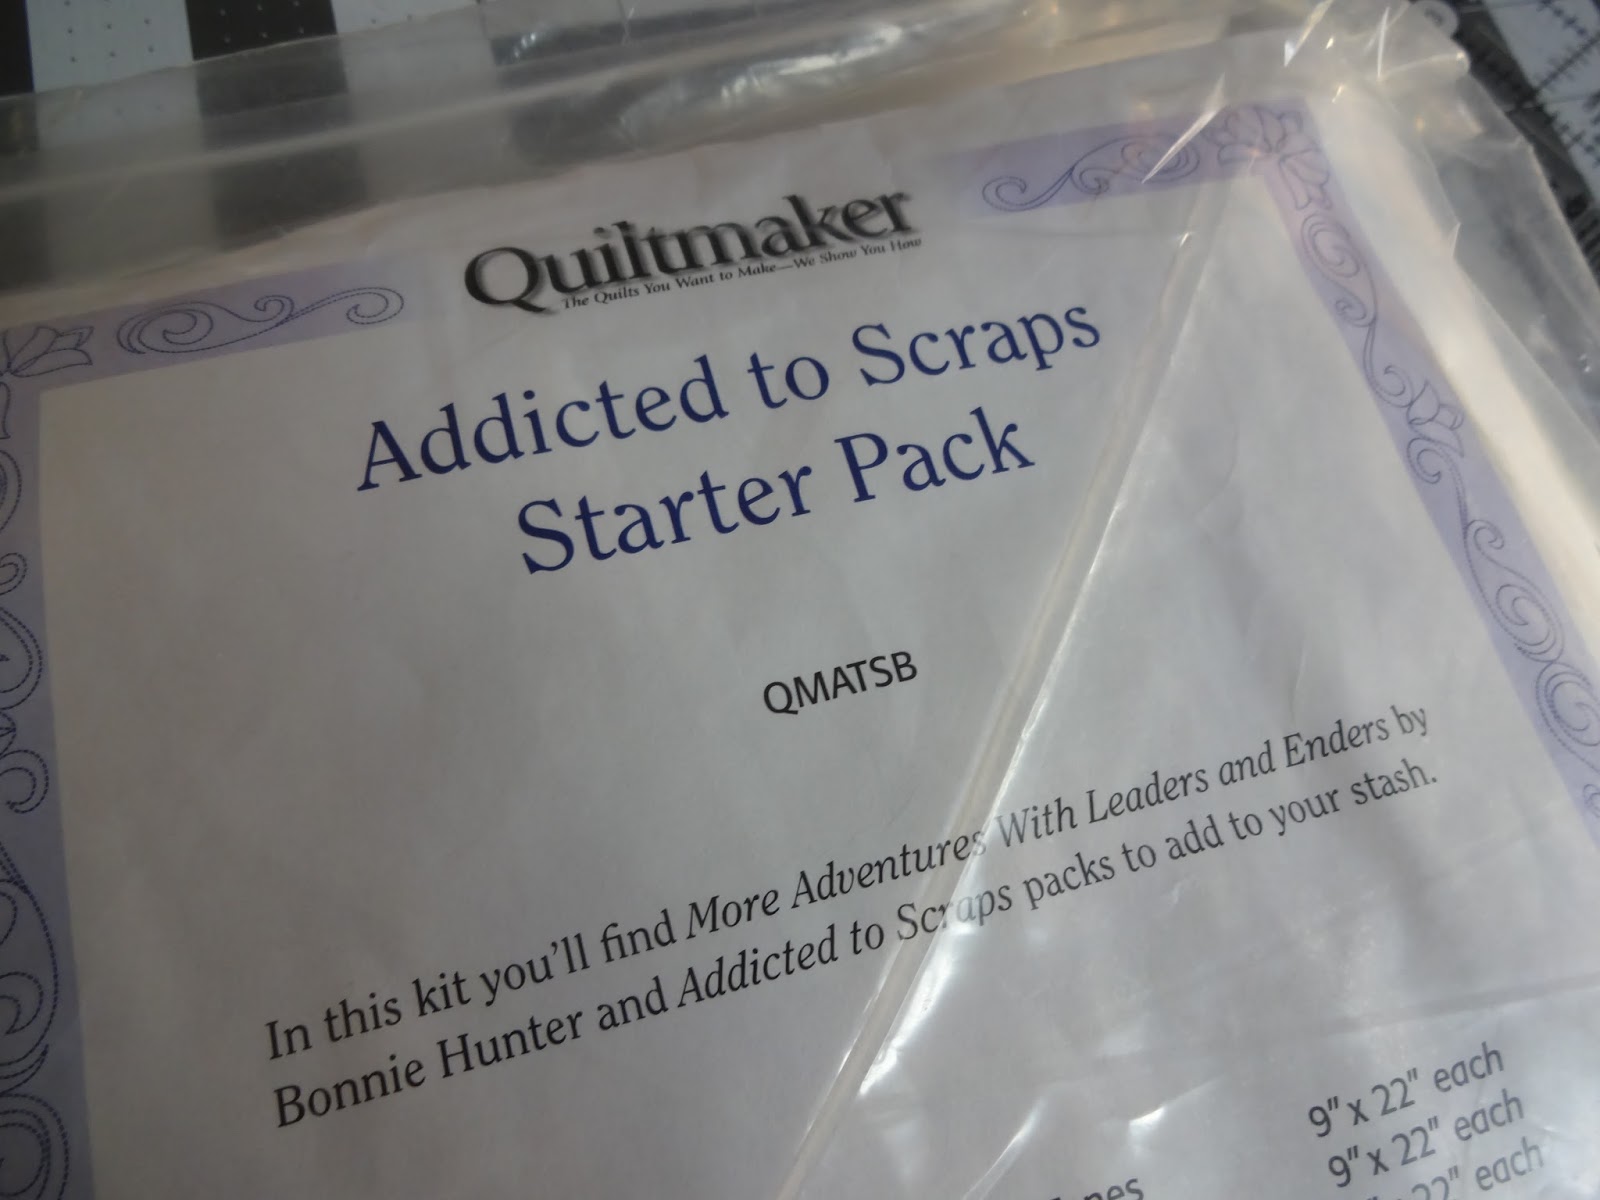 Quiltmaker
The Quilts You Want to Make—We Show You How
Addicted to Scraps
Starter Pack
QMATSB
In this kit you'll find More Adventures With Leaders and Enders by
Bonnie Hunter and Addicted to Scraps packs to add to your stash.
9" x 22" each
9" x 22" each
22" each